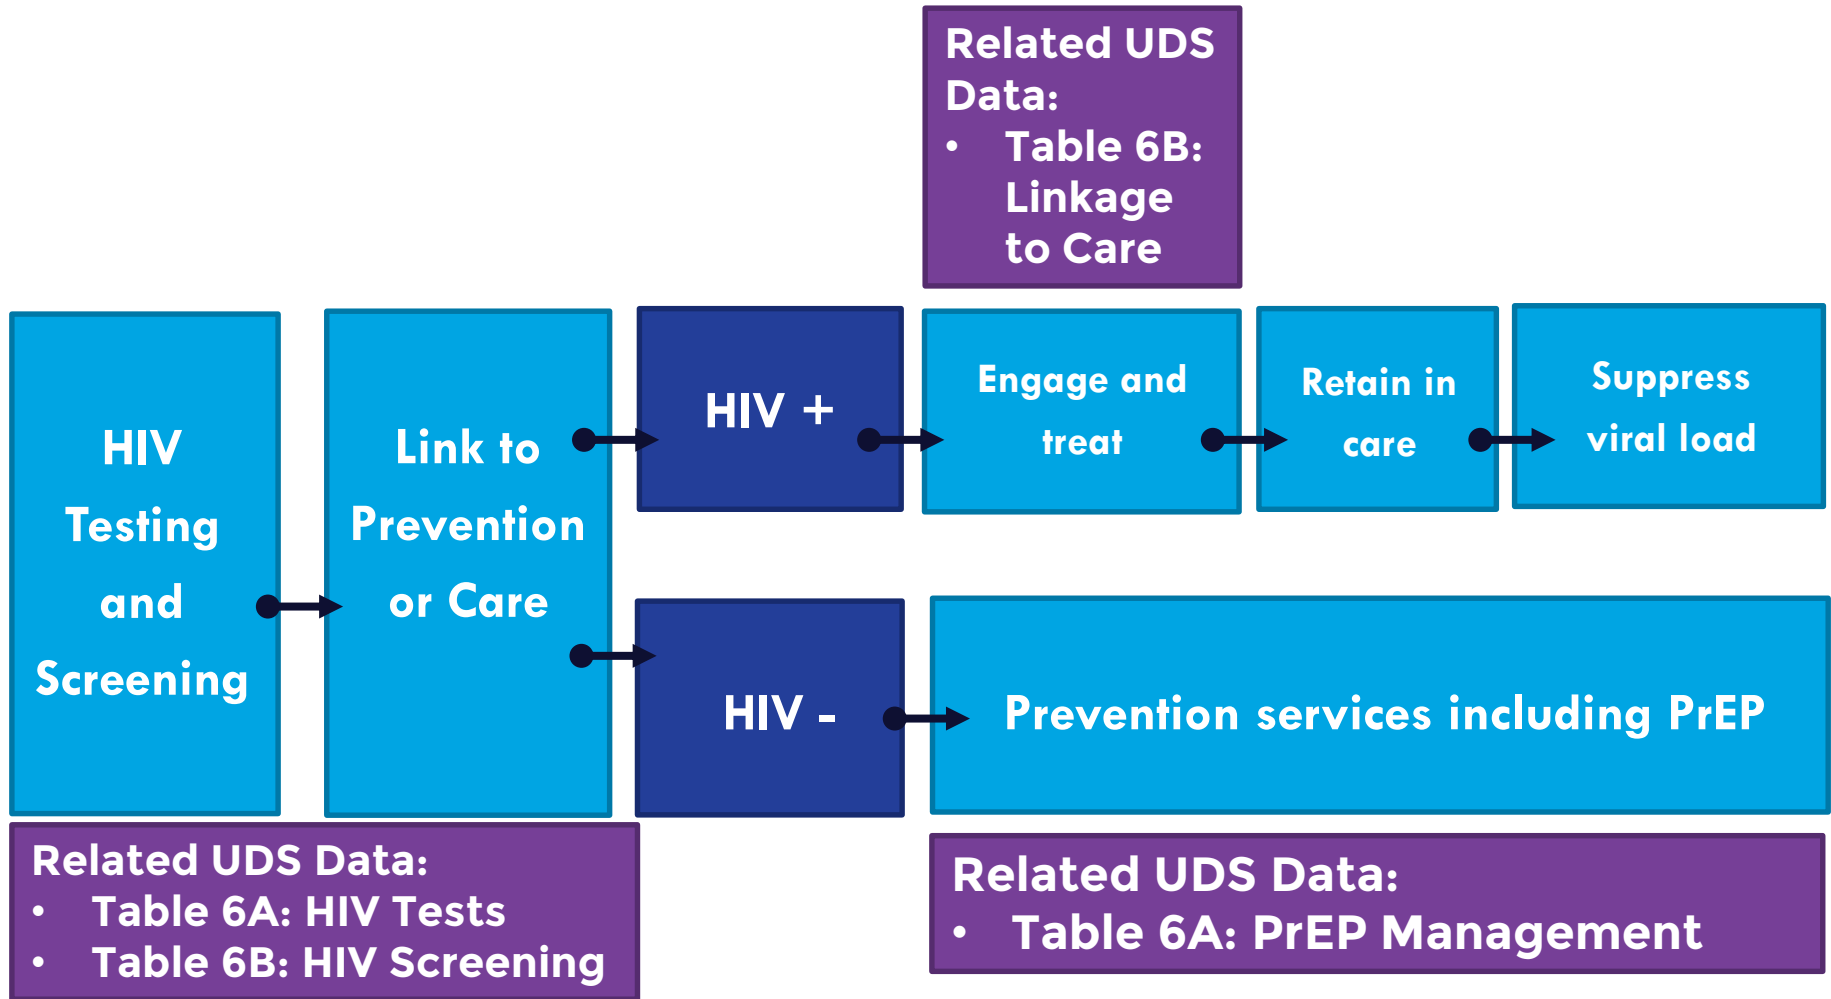 Related UDS
Data:
• Table 6B:
Linkage
to Care
HIV
Testing
and
Screening
Link to
Prevention
or Care
HIV +
Engage and
treat
Retain in
care
Suppress
viral load
HIV -
Prevention services including PrEP
Related UDS Data:
• Table 6A: HIV Tests
• Table 6B: HIV Screening
Related UDS Data:
• Table 6A: PrEP Management